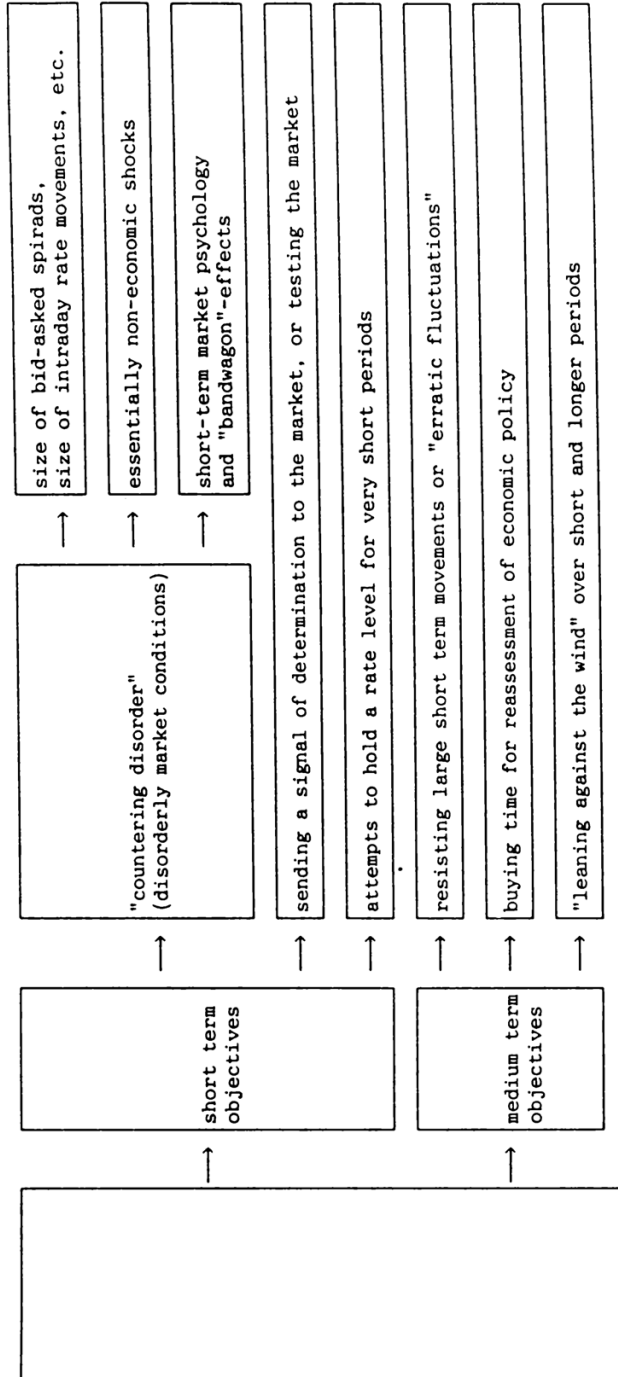 size of bid-asked spirads,
size of intraday rate movements, etc.
essentially non-economic shocks
short-term market psychology
and "bandwagon"-effects
"countering disorder"
(disorderly market conditions)
sending a signal of determination to the market, or testing the market
attempts to hold a rate level for very short periods
short term
objectives
resisting large short term movements or "erratic fluctuations"
buying time for reassessment of economic policy
"leaning against the wind" over short and longer periods
medium term
objectives